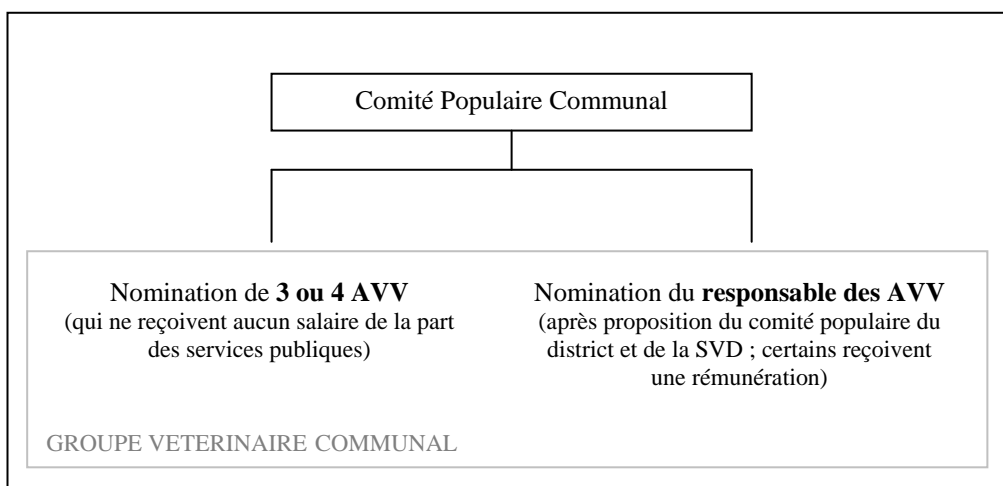 Comité Populaire Communal
Nomination de 3 ou 4 AVV
(qui ne reçoivent aucun salaire de la part
des services publiques)
Nomination du responsable des AVV
(après proposition du comité populaire du
district et de la SVD ; certains reçoivent
une rémunération)
GROUPE VETERINAIRE COMMUNAL